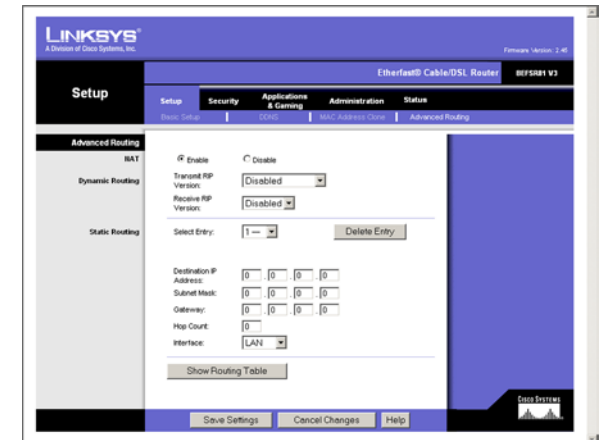 LINKSYS®
A Division of Cisco Systems, Inc.
Firmware Version: 2.45
Etherfast® Cable/DSL Router
BEFSR81 V3
Setup
Setup Security Applications & Gaming Administration Status
Basic Setup DDNS MAC Address Clone Advanced Routing
Advanced Routing
NAT Enable Disable
Dynamic Routing Transmit RIP Version: Disabled
Receive RIP Version: Disabled
Static Routing Select Entry: 1 -- Delete Entry
Destination IP Address: 0 . 0 . 0 . 0
Subnet Mask: 0 . 0 . 0 . 0
Gateway: 0 . 0 . 0 . 0
Hop Count: 0
Interface: LAN
Show Routing Table
Save Settings Cancel Changes Help
CISCO SYSTEMS